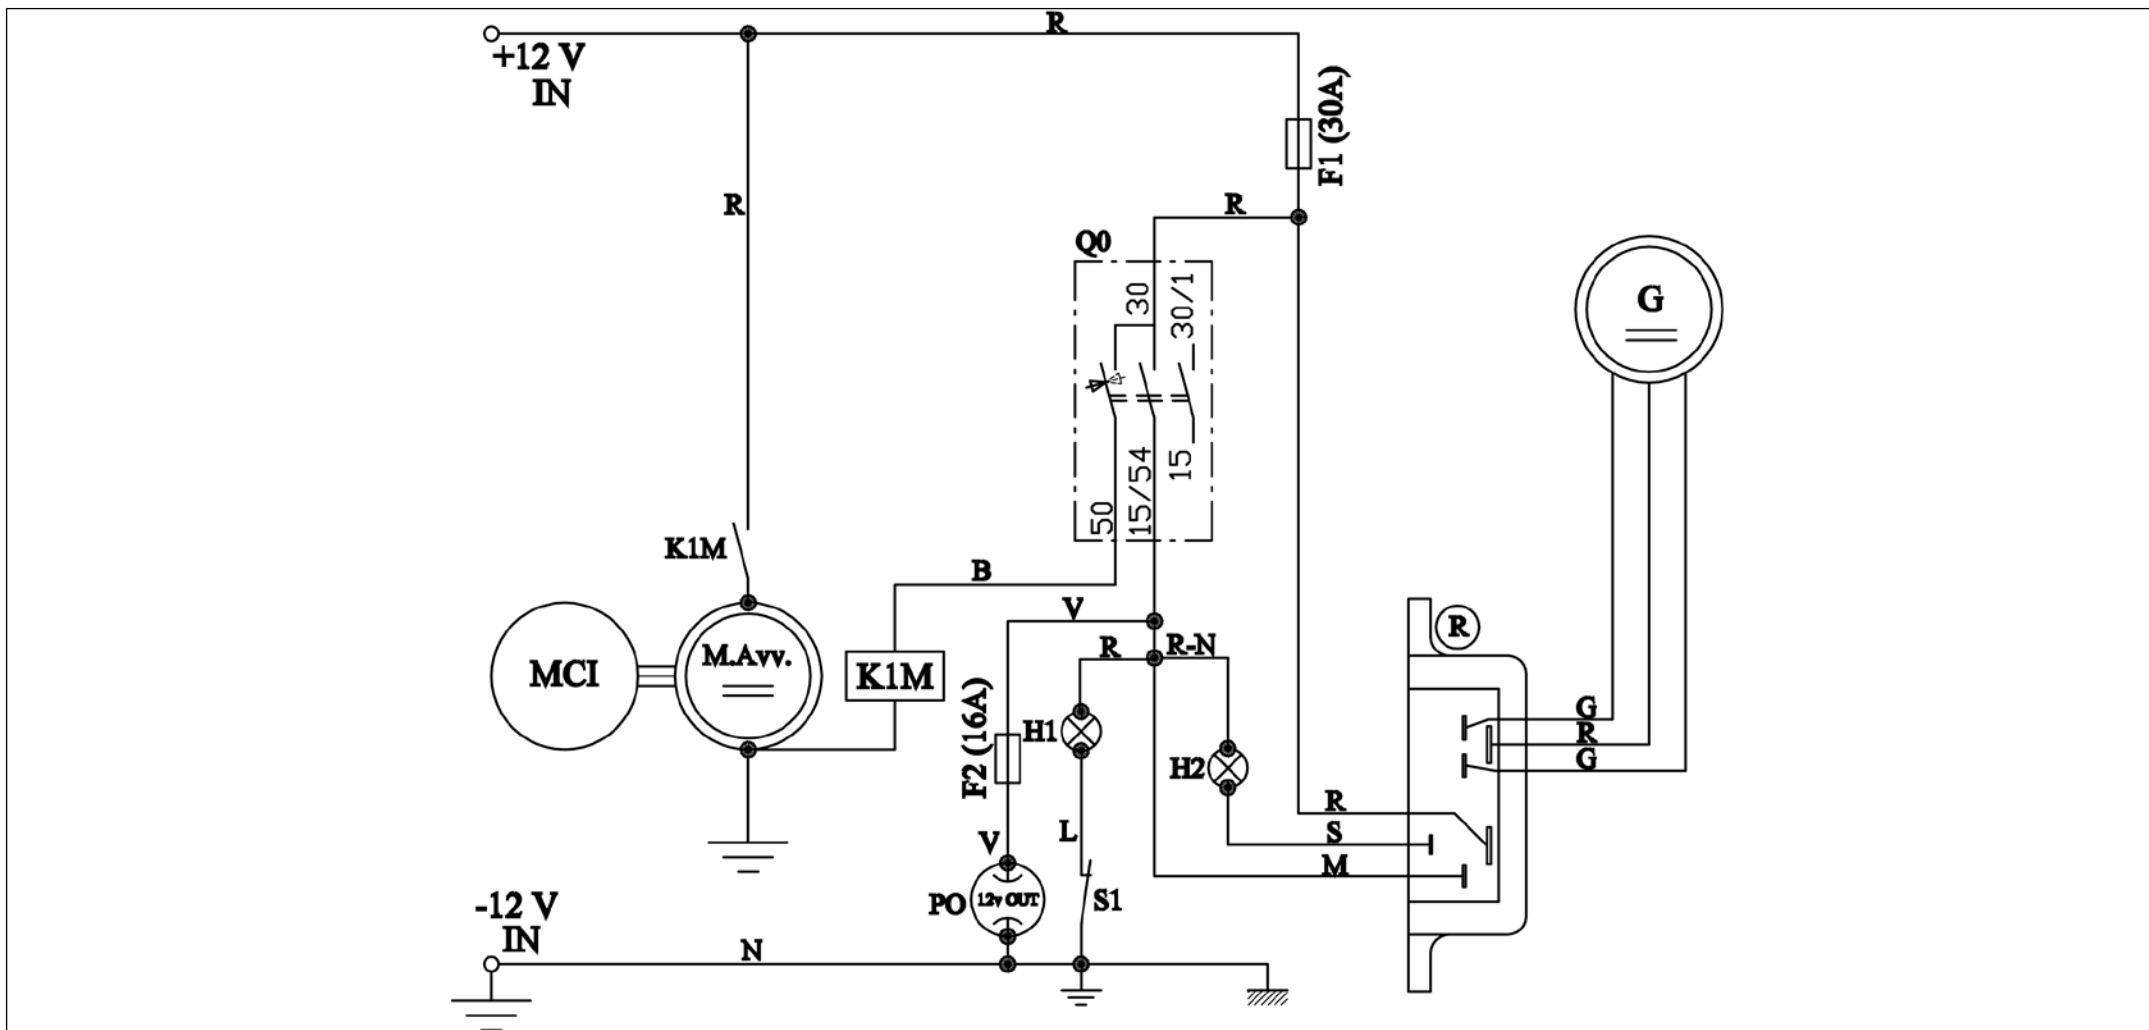 R
+12 V
IN
F1 (30A)
R
R
Q0
30
30/1
G
50
15/54
15
K1M
B
V
R
R-N
R
MCI
M.Avv.
K1M
F2 (16A)
H1
H2
G
R
G
V
L
R
S
M
PO
12v OUT
S1
-12 V
IN
N